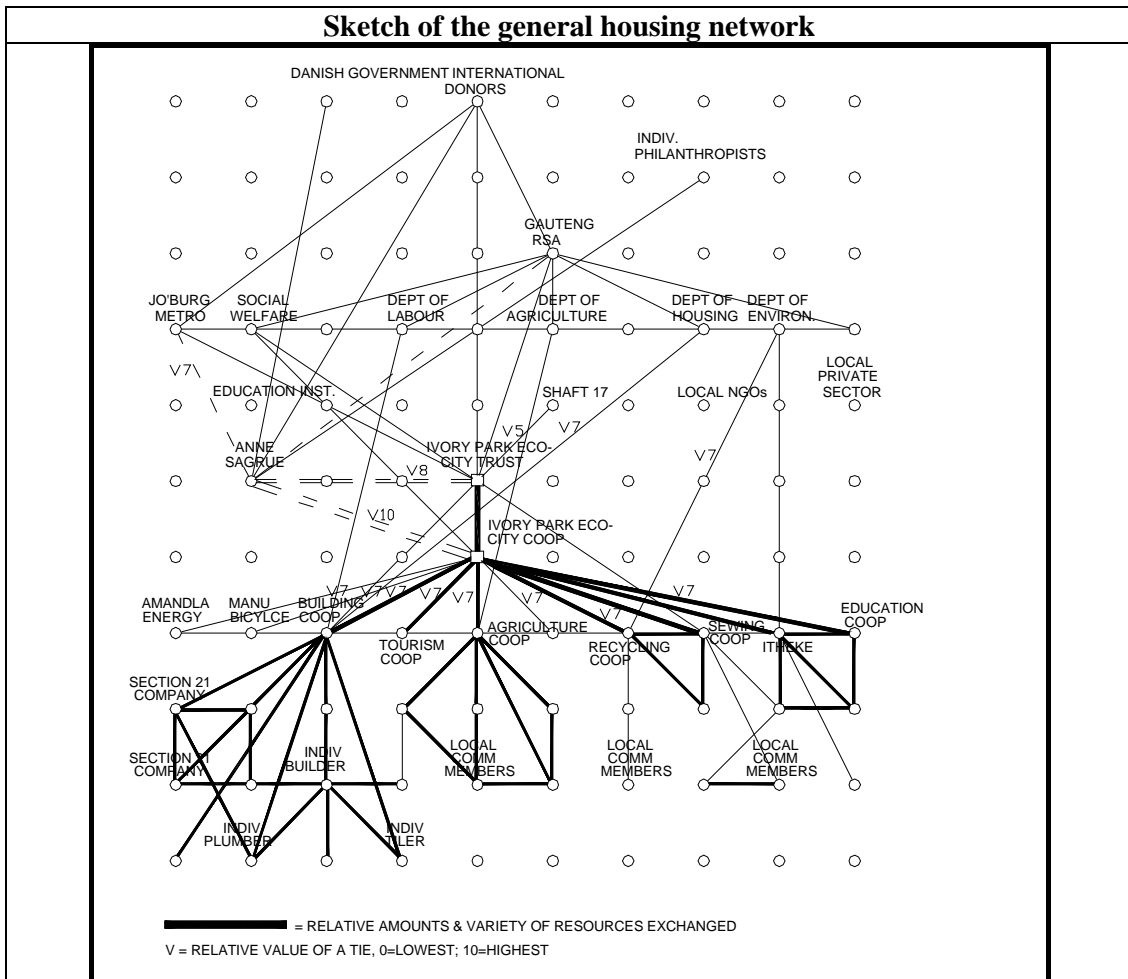 Sketch of the general housing network
DANISH GOVERNMENT INTERNATIONAL
DONORS
INDIV.
PHILANTHROPISTS
GAUTENG
RSA
JO'BURG
METRO
SOCIAL
WELFARE
DEPT OF
LABOUR
DEPT OF
AGRICULTURE
DEPT OF
HOUSING
DEPT OF
ENVIRON.
LOCAL
PRIVATE
SECTOR
V7
EDUCATION INST.
SHAFT 17
LOCAL NGOs
V5
V7
ANNE
SAGRUE
IVORY PARK ECO-
CITY TRUST
V8
V7
V10
IVORY PARK ECO-
CITY COOP
V7
V7
V7
V7
V7
V7
V7
V7
AMANDLA
ENERGY
MANU
BICYLCE
BUILDING
COOP
TOURISM
COOP
AGRICULTURE
COOP
RECYCLING
COOP
SEWING
COOP
ITHEKE
EDUCATION
COOP
SECTION 21
COMPANY
SECTION 21
COMPANY
INDIV
BUILDER
LOCAL
COMM
MEMBERS
LOCAL
COMM
MEMBERS
LOCAL
COMM
MEMBERS
INDIV
PLUMBER
INDIV
TILER
= RELATIVE AMOUNTS & VARIETY OF RESOURCES EXCHANGED
V = RELATIVE VALUE OF A TIE, 0=LOWEST; 10=HIGHEST